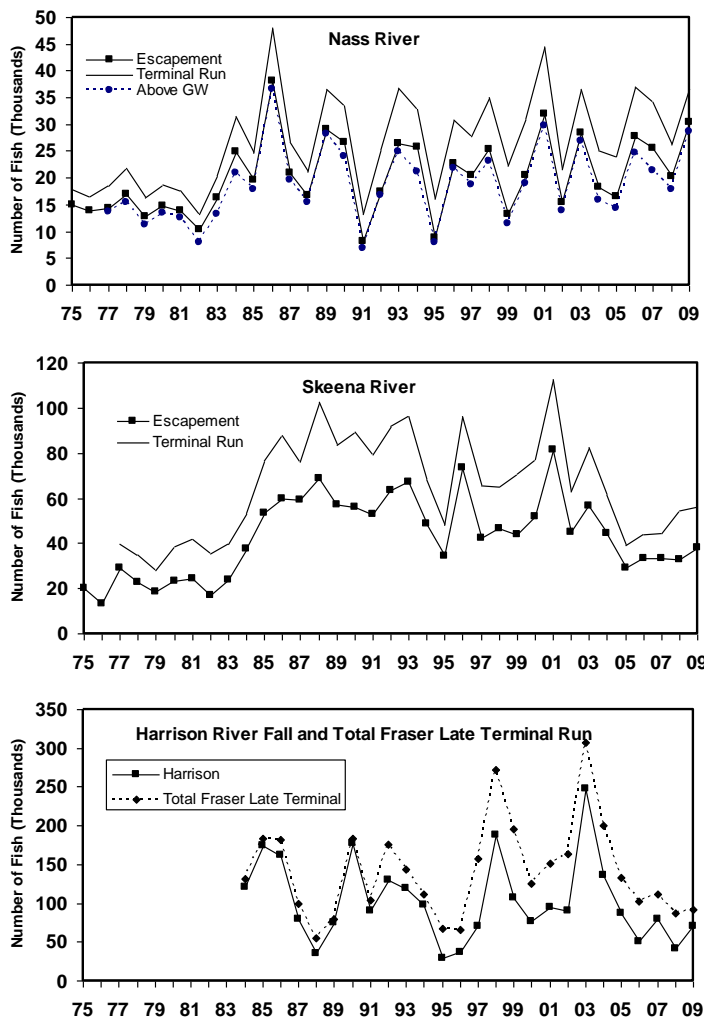 Nass River
Number of Fish (Thousands)
50
45
40
35
30
25
20
15
10
5
0
Escapement
Terminal Run
Above GW
75 77 79 81 83 85 87 89 91 93 95 97 99 01 03 05 07 09
Skeena River
Number of Fish (Thousands)
120
100
80
60
40
20
0
Escapement
Terminal Run
75 77 79 81 83 85 87 89 91 93 95 97 99 01 03 05 07 09
Harrison River Fall and Total Fraser Late Terminal Run
Number of Fish (Thousands)
350
300
250
200
150
100
50
0
Harrison
Total Fraser Late Terminal
75 77 79 81 83 85 87 89 91 93 95 97 99 01 03 05 07 09